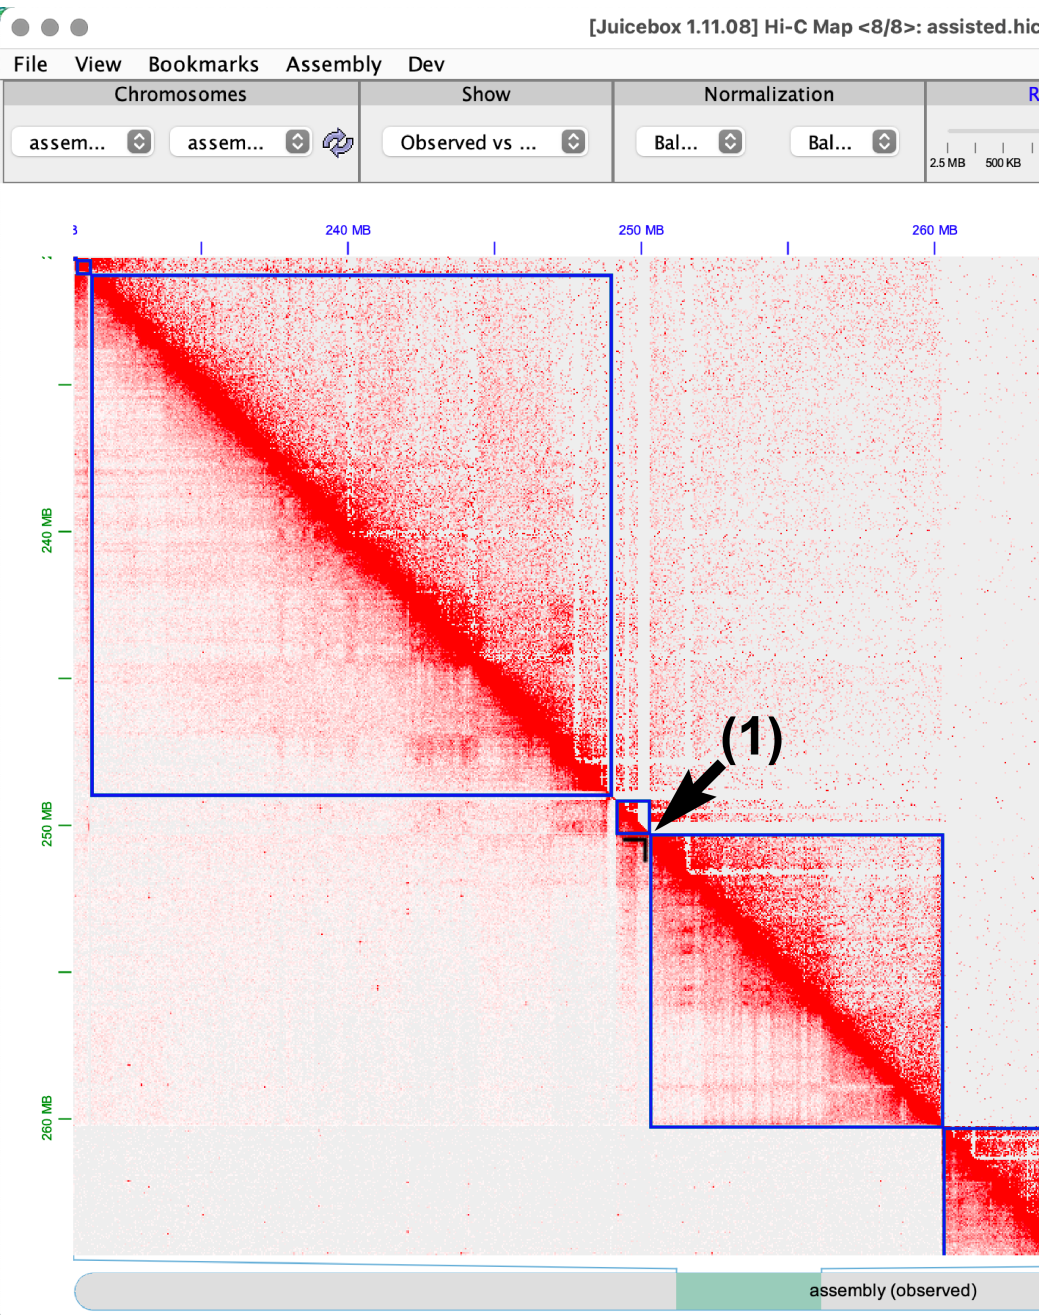 [Juicebox 1.11.08] Hi-C Map <8/8>: assisted.hic
File View Bookmarks Assembly Dev
Chromosomes Show Normalization R
assem... assem... Observed vs ... Bal... Bal...
2.5 MB 500 KB
B 240 MB 250 MB 260 MB
240 MB
(1)
250 MB
260 MB
assembly (observed)